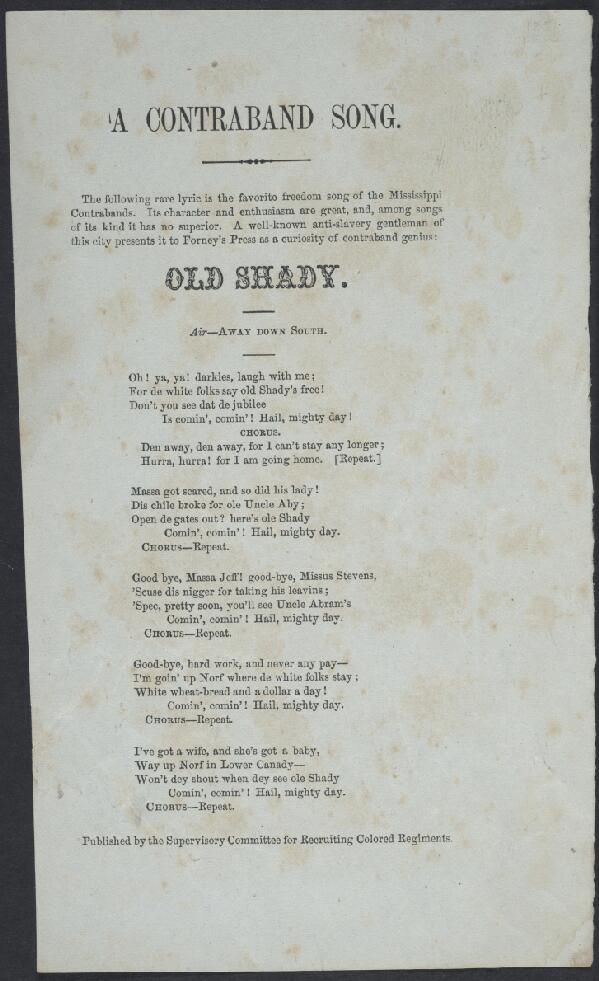 A CONTRABAND SONG.
The following rare lyric is the favorite freedom song of the Mississippi
Contrabands. Its character and enthusiasm are great, and, among songs
of its kind it has no superior. A well-known anti-slavery gentleman of
this city presents it to Forney's Press as a curiosity of contraband genius:
OLD SHADY.
Air—AWAY DOWN SOUTH.
Oh! ya, ya! darkies, laugh with me;
For de white folks say old Shady's free!
Don't you see dat de jubilee
Is comin', comin'! Hail, mighty day!
CHORUS.
Den away, den away, for I can't stay any longer;
Hurra, hurra! for I am going home. [Repeat.]
Massa got scared, and so did his lady!
Dis chile broke for ole Uncle Aby;
Open de gates out? here's ole Shady
Comin', comin'! Hail, mighty day.
CHORUS—Repeat.
Good bye, Massa Jeff! good-bye, Missus Stevens,
'Scuse dis nigger for taking his leavins;
'Spec, pretty soon, you'll see Uncle Abram's
Comin', comin'! Hail, mighty day.
CHORUS—Repeat.
Good-bye, hard work, and never any pay—
I'm goin' up Norf where de white folks stay;
White wheat-bread and a dollar a day!
Comin', comin'! Hail, mighty day.
CHORUS—Repeat.
I've got a wife, and she's got a baby,
Way up Norf in Lower Canady—
Won't dey shout when dey see ole Shady
Comin', comin'! Hail, mighty day.
CHORUS—Repeat.
Published by the Supervisory Committee for Recruiting Colored Regiments.